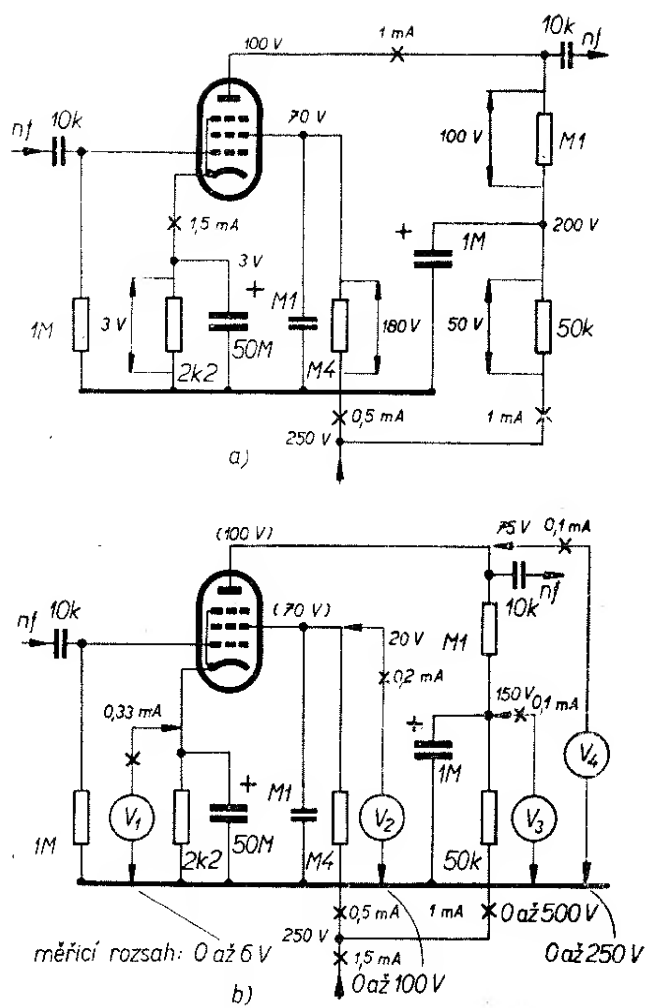 1 mA
100 V
10k
nf
70 V
nf
10k
100 V
M1
1,5 mA
+
1M
200 V
3 V
+
M1
1M
3 V
2k2
50M
M4
180V
50 V
50k
0,5 mA
1 mA
250 V
a)
(100 V)
75 V
0,1 mA
nf
10k
(70 V)
20V
10k
nf
M1
0,2 mA
0,33 mA
150V
0,1 mA
+
1M
V4
+
M1
1M
V1
2k2
50M
M4
V2
50k
V3
0,5 mA
1 mA
0 až 500 V
měřicí rozsah: 0 až 6 V
250 V
1,5 mA
0 až 100 V
0 až 250 V
b)